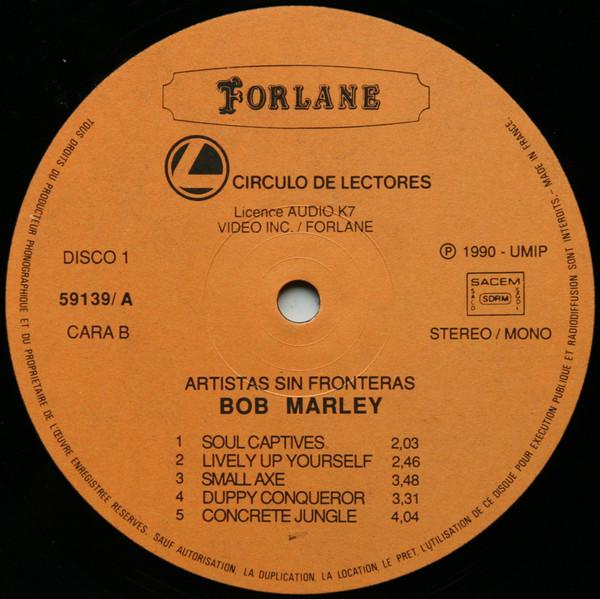 FORLANE
CIRCULO DE LECTORES
Licence AUDIO K7
VIDEO INC. / FORLANE
DISCO 1
59139/ A
CARA B
℗ 1990 - UMIP
SACEM
SACD SDRM SGDL
STEREO / MONO
ARTISTAS SIN FRONTERAS
BOB MARLEY
1 SOUL CAPTIVES 2,03
2 LIVELY UP YOURSELF 2,46
3 SMALL AXE 3,48
4 DUPPY CONQUEROR 3,31
5 CONCRETE JUNGLE 4,04
TOUS DROITS DU PRODUCTEUR PHONOGRAPHIQUE ET DU PROPRIETAIRE DE L'ŒUVRE ENREGISTREE RESERVES. SAUF AUTORISATION, LA DUPLICATION, LA LOCATION, LE PRET, L'UTILISATION DE CE DISQUE POUR EXECUTION PUBLIQUE ET RADIODIFFUSION SONT INTERDITS. - MADE IN FRANCE.